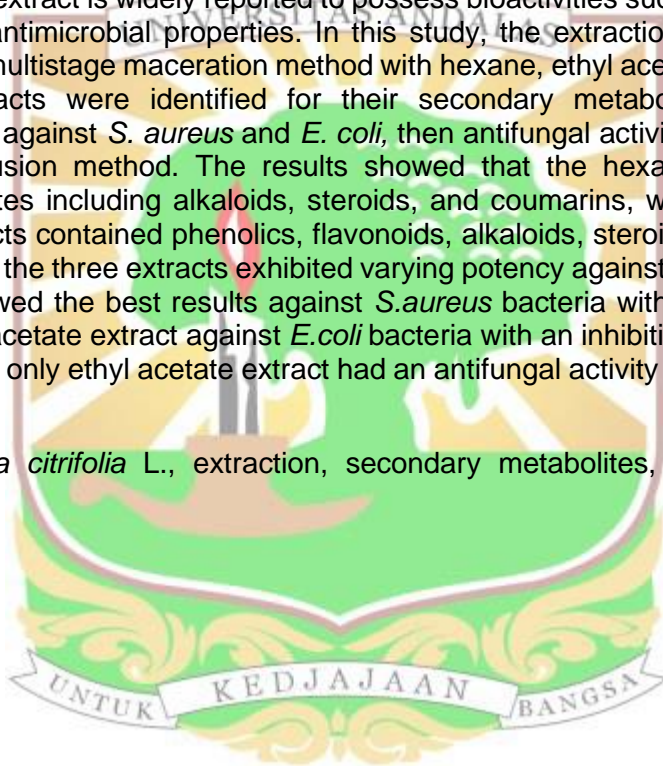 extract is widely reported to possess bioactivities suc
UNIVERSITAS ANDALAS
antimicrobial properties. In this study, the extraction
multistage maceration method with hexane, ethyl ace
acts were identified for their secondary metabo
against S. aureus and E. coli, then antifungal activi
usion method. The results showed that the hexa
tes including alkaloids, steroids, and coumarins, w
cts contained phenolics, flavonoids, alkaloids, steroi
the three extracts exhibited varying potency against
wed the best results against S.aureus bacteria with
acetate extract against E.coli bacteria with an inhibiti
only ethyl acetate extract had an antifungal activity
a citrifolia L., extraction, secondary metabolites,
UNTUK KEDJAJAAN BANGSA